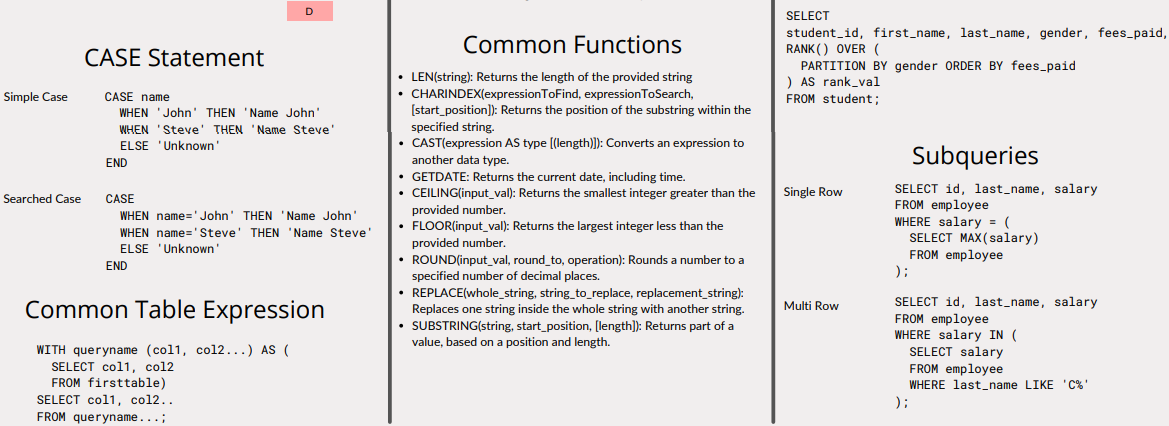 D
CASE Statement
Simple Case
CASE name
WHEN 'John' THEN 'Name John'
WHEN 'Steve' THEN 'Name Steve'
ELSE 'Unknown'
END
Searched Case
CASE
WHEN name='John' THEN 'Name John'
WHEN name='Steve' THEN 'Name Steve'
ELSE 'Unknown'
END
Common Table Expression
WITH queryname (col1, col2...) AS (
SELECT col1, col2
FROM firsttable)
SELECT col1, col2..
FROM queryname...;
Common Functions
• LEN(string): Returns the length of the provided string
• CHARINDEX(expressionToFind, expressionToSearch,
[start_position]): Returns the position of the substring within the
specified string.
• CAST(expression AS type [(length)]): Converts an expression to
another data type.
• GETDATE: Returns the current date, including time.
• CEILING(input_val): Returns the smallest integer greater than the
provided number.
• FLOOR(input_val): Returns the largest integer less than the
provided number.
• ROUND(input_val, round_to, operation): Rounds a number to a
specified number of decimal places.
• REPLACE(whole_string, string_to_replace, replacement_string):
Replaces one string inside the whole string with another string.
• SUBSTRING(string, start_position, [length]): Returns part of a
value, based on a position and length.
SELECT
student_id, first_name, last_name, gender, fees_paid,
RANK() OVER (
PARTITION BY gender ORDER BY fees_paid
) AS rank_val
FROM student;
Subqueries
Single Row
SELECT id, last_name, salary
FROM employee
WHERE salary = (
SELECT MAX(salary)
FROM employee
);
Multi Row
SELECT id, last_name, salary
FROM employee
WHERE salary IN (
SELECT salary
FROM employee
WHERE last_name LIKE 'C%'
);